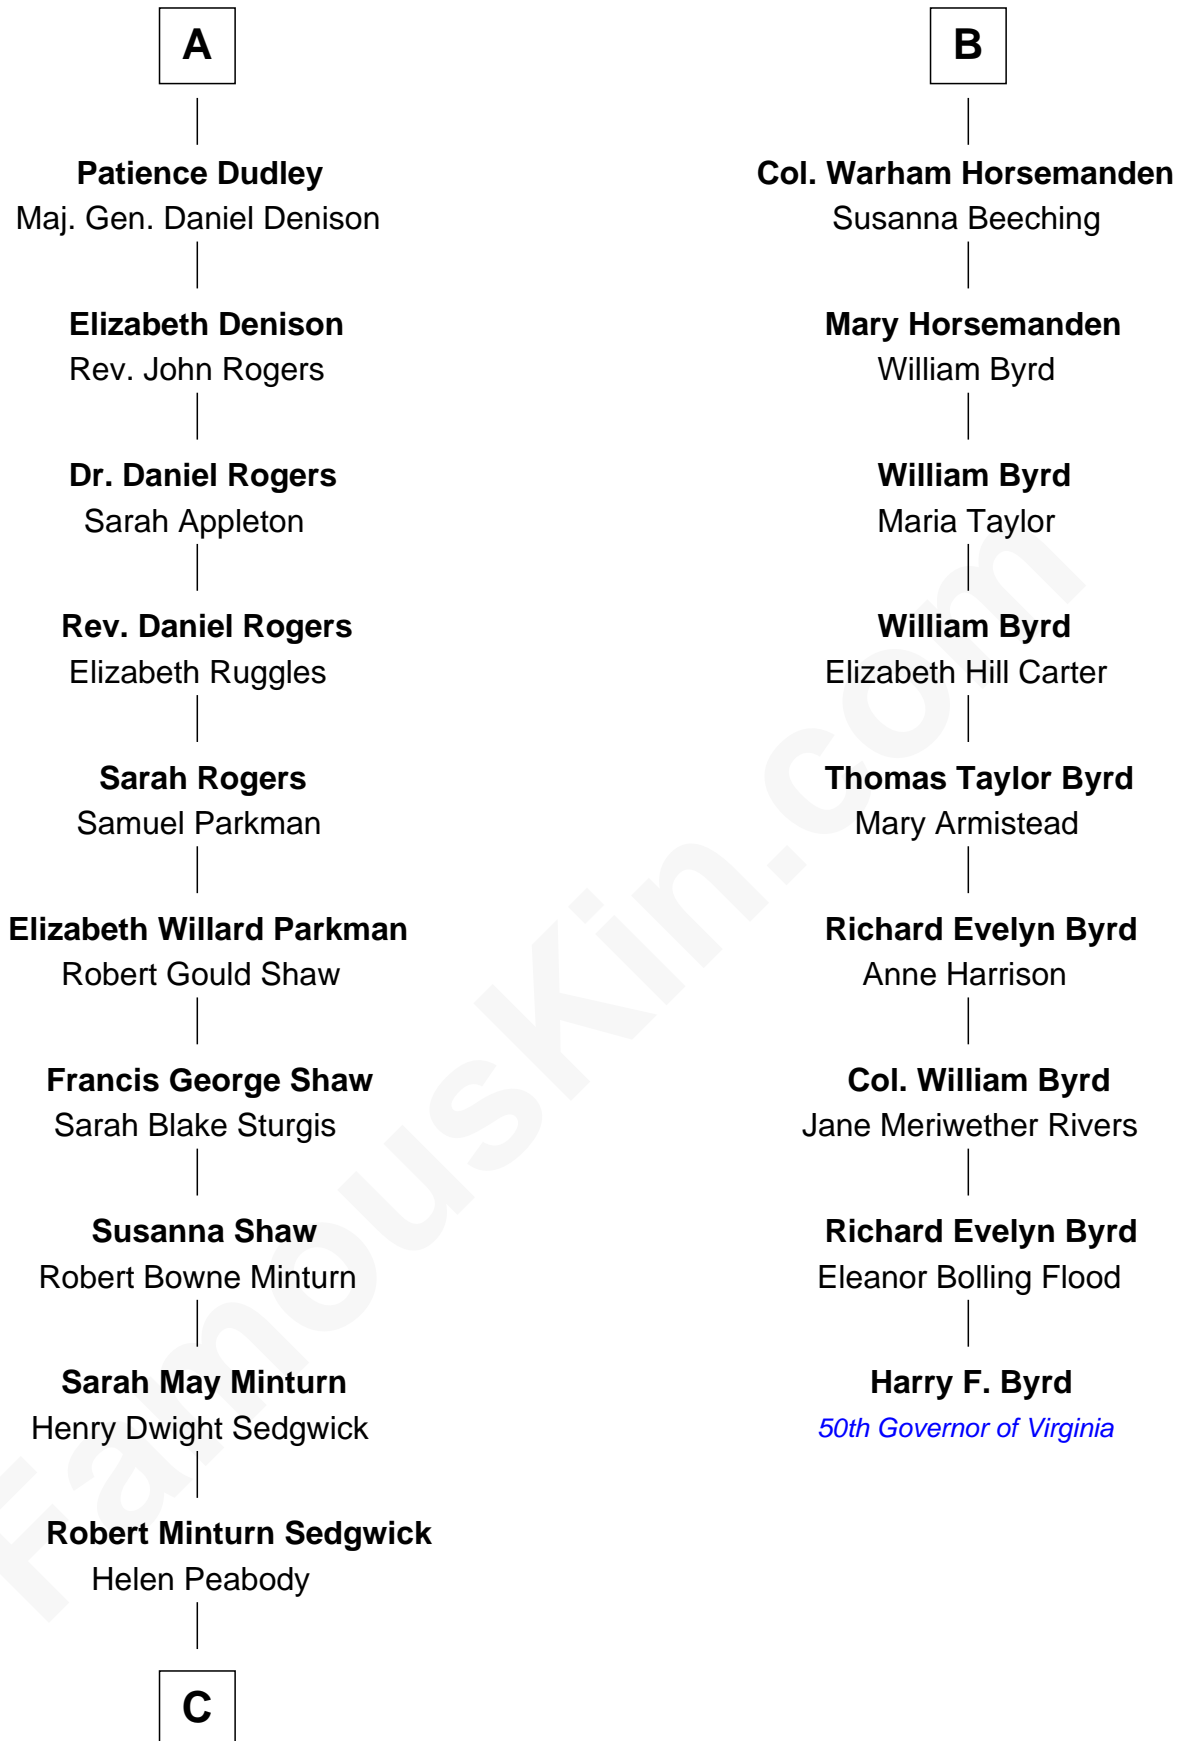 A
Patience Dudley
Maj. Gen. Daniel Denison
Elizabeth Denison
Rev. John Rogers
Dr. Daniel Rogers
Sarah Appleton
Rev. Daniel Rogers
Elizabeth Ruggles
Sarah Rogers
Samuel Parkman
Elizabeth Willard Parkman
Robert Gould Shaw
Francis George Shaw
Sarah Blake Sturgis
Susanna Shaw
Robert Bowne Minturn
Sarah May Minturn
Henry Dwight Sedgwick
Robert Minturn Sedgwick
Helen Peabody
C
B
Col. Warham Horsemanden
Susanna Beeching
Mary Horsemanden
William Byrd
William Byrd
Maria Taylor
William Byrd
Elizabeth Hill Carter
Thomas Taylor Byrd
Mary Armistead
Richard Evelyn Byrd
Anne Harrison
Col. William Byrd
Jane Meriwether Rivers
Richard Evelyn Byrd
Eleanor Bolling Flood
Harry F. Byrd
50th Governor of Virginia
FamousKin.com